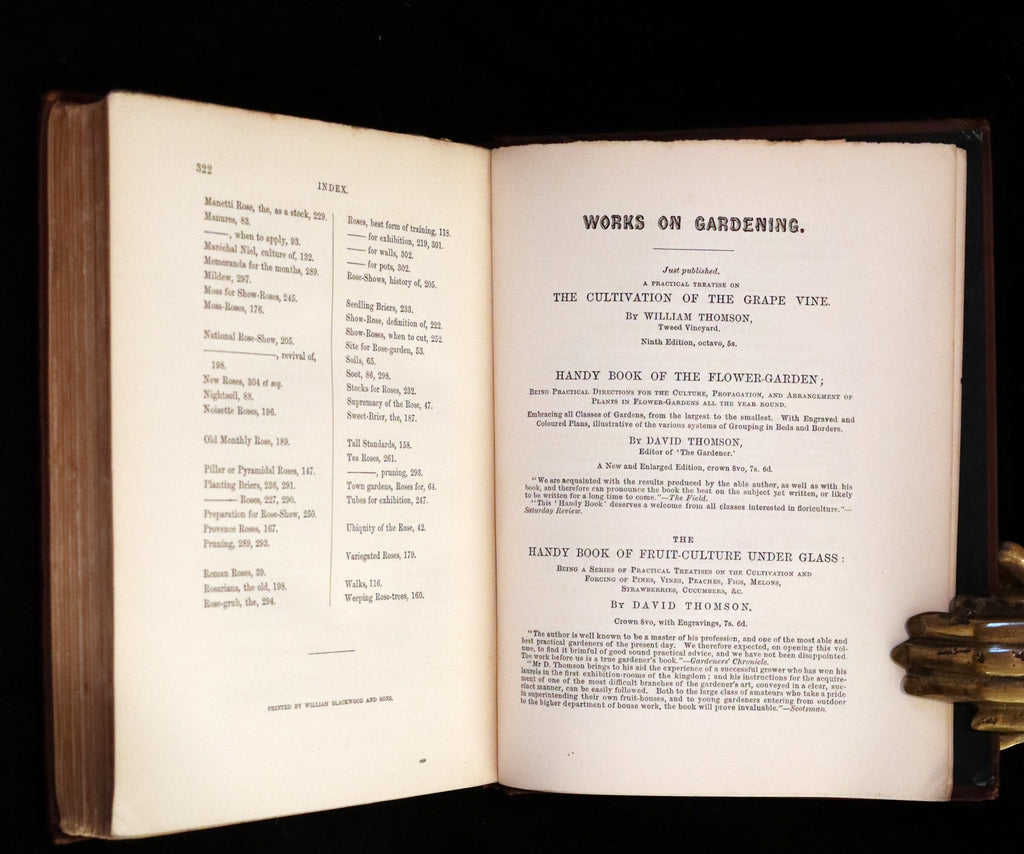 322
INDEX.
Manetti Rose, the, as a stock, 229.
Manures, 83.
——, when to apply, 93.
Maréchal Niel, culture of, 132.
Memoranda for the months, 289.
Mildew, 297.
Moss for Show-Roses, 245.
Moss-Roses, 176.
National Rose-Show, 205.
————, revival of,
198.
New Roses, 304 et seq.
Nightsoil, 88.
Noisette Roses, 196.
Old Monthly Rose, 189.
Pillar or Pyramidal Roses, 147.
Planting Briers, 236, 291.
—— Roses, 227, 290.
Preparation for Rose-Show, 250.
Provence Roses, 167.
Pruning, 289, 293.
Roman Roses, 39.
Rosarians, the old, 198.
Rose-grub, the, 294.
Roses, best form of training, 118.
—— for exhibition, 219, 301.
—— for walls, 302.
—— for pots, 302.
Rose-Shows, history of, 205.
Seedling Briers, 233.
Show-Rose, definition of, 222.
Show-Roses, when to cut, 252.
Site for Rose-garden, 53.
Soils, 65.
Soot, 86, 298.
Stocks for Roses, 232.
Supremacy of the Rose, 47.
Sweet-Brier, the, 187.
Tall Standards, 158.
Tea Roses, 261.
——, pruning, 293.
Town gardens, Roses for, 64.
Tubes for exhibition, 247.
Ubiquity of the Rose, 42.
Variegated Roses, 179.
Walks, 116.
Weeping Rose-trees, 160.
PRINTED BY WILLIAM BLACKWOOD AND SONS.
WORKS ON GARDENING.
Just published.
A PRACTICAL TREATISE ON
THE CULTIVATION OF THE GRAPE VINE.
By WILLIAM THOMSON,
Tweed Vineyard.
Ninth Edition, octavo, 5s.
HANDY BOOK OF THE FLOWER-GARDEN;
Being Practical Directions for the Culture, Propagation, and Arrangement of
Plants in Flower-Gardens all the year round.
Embracing all Classes of Gardens, from the largest to the smallest. With Engraved and
Coloured Plans, illustrative of the various systems of Grouping in Beds and Borders.
By DAVID THOMSON,
Editor of 'The Gardener.'
A New and Enlarged Edition, crown 8vo, 7s. 6d.
"We are acquainted with the results produced by the able author, as well as with his
book, and therefore can pronounce the book the best on the subject yet written, or likely
to be written for a long time to come."—The Field.
"This 'Handy Book' deserves a welcome from all classes interested in floriculture."—
Saturday Review.
THE
HANDY BOOK OF FRUIT-CULTURE UNDER GLASS:
Being a Series of Practical Treatises on the Cultivation and
Forcing of Pines, Vines, Peaches, Figs, Melons,
Strawberries, Cucumbers, &c.
By DAVID THOMSON.
Crown 8vo, with Engravings, 7s. 6d.
"The author is well known to be a master of his profession, and one of the most able and
best practical gardeners of the present day. We therefore expected, on opening this vol-
ume, to find it brimful of good sound practical advice, and we have not been disappointed.
The work before us is a true gardener's book."—Gardeners' Chronicle.
"Mr D. Thomson brings to his aid the experience of a successful grower who has won his
laurels in the first exhibition-rooms of the kingdom; and his instructions for the acquire-
ment of one of the most difficult branches of the gardener's art, conveyed in a clear, suc-
cinct manner, can be easily followed. Both to the large class of amateurs who take a pride
in superintending their own fruit-houses, and to young gardeners entering from outdoor
to the higher department of house work, the book will prove invaluable."—Scotsman.